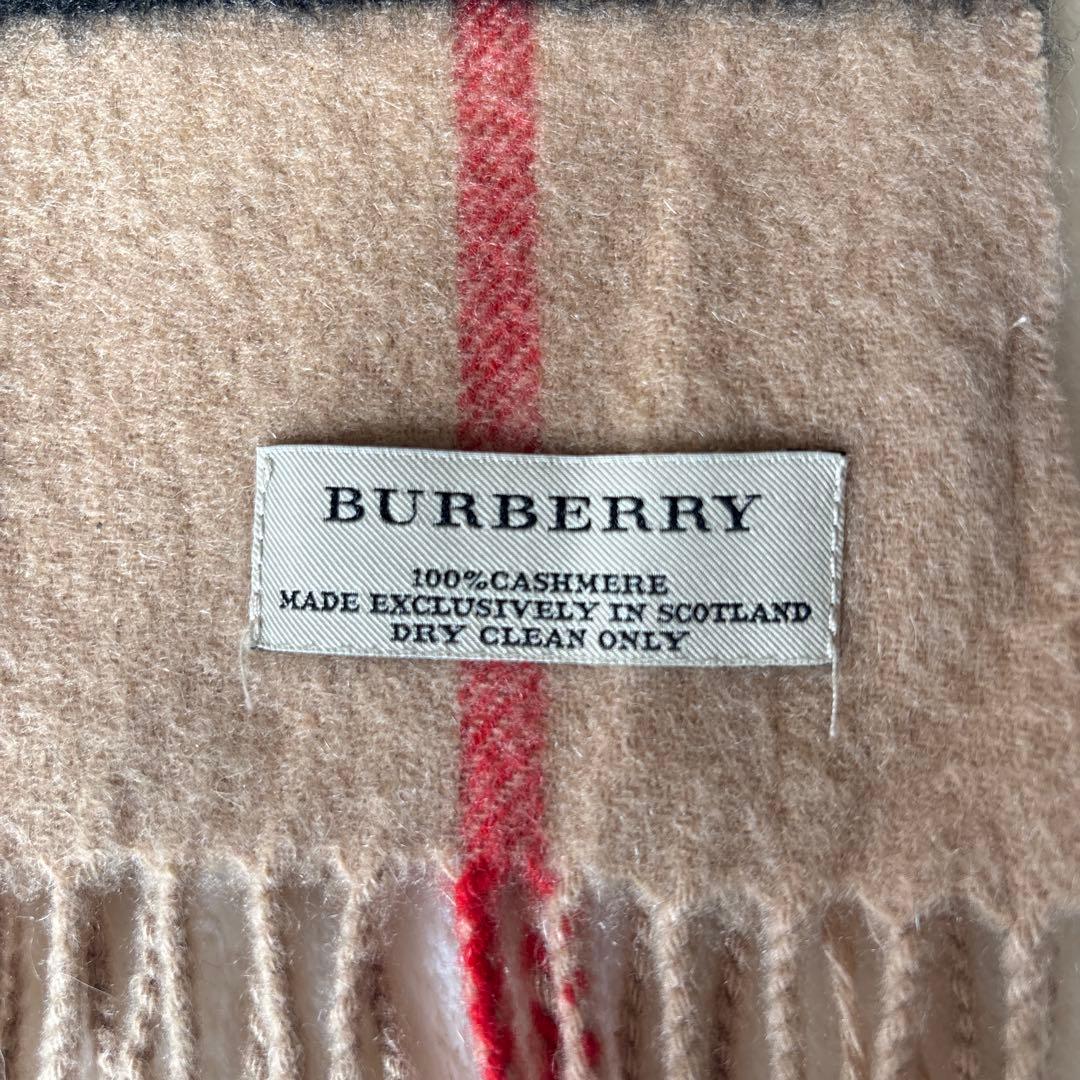 BURBERRY
100%CASHMERE
MADE EXCLUSIVELY IN SCOTLAND
DRY CLEAN ONLY